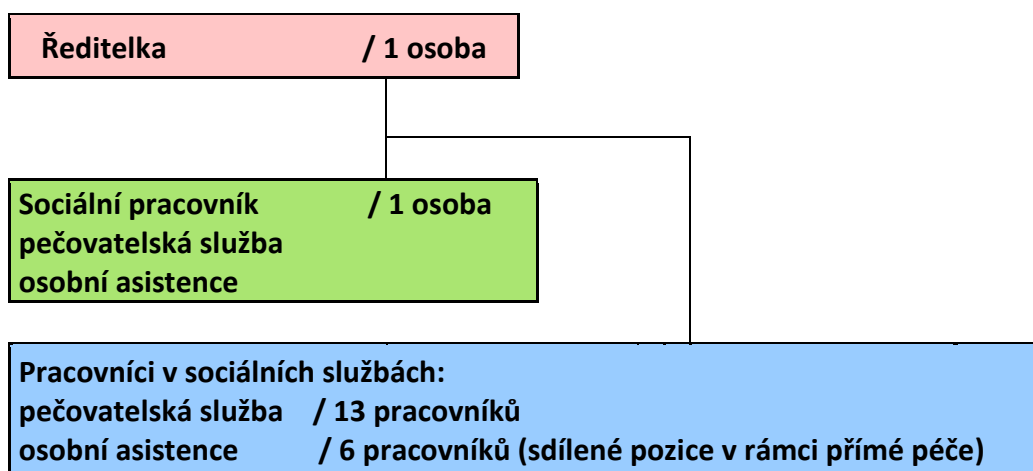 Ředitelka / 1 osoba
Sociální pracovník / 1 osoba
pečovatelská služba
osobní asistence
Pracovníci v sociálních službách:
pečovatelská služba / 13 pracovníků
osobní asistence / 6 pracovníků (sdílené pozice v rámci přímé péče)